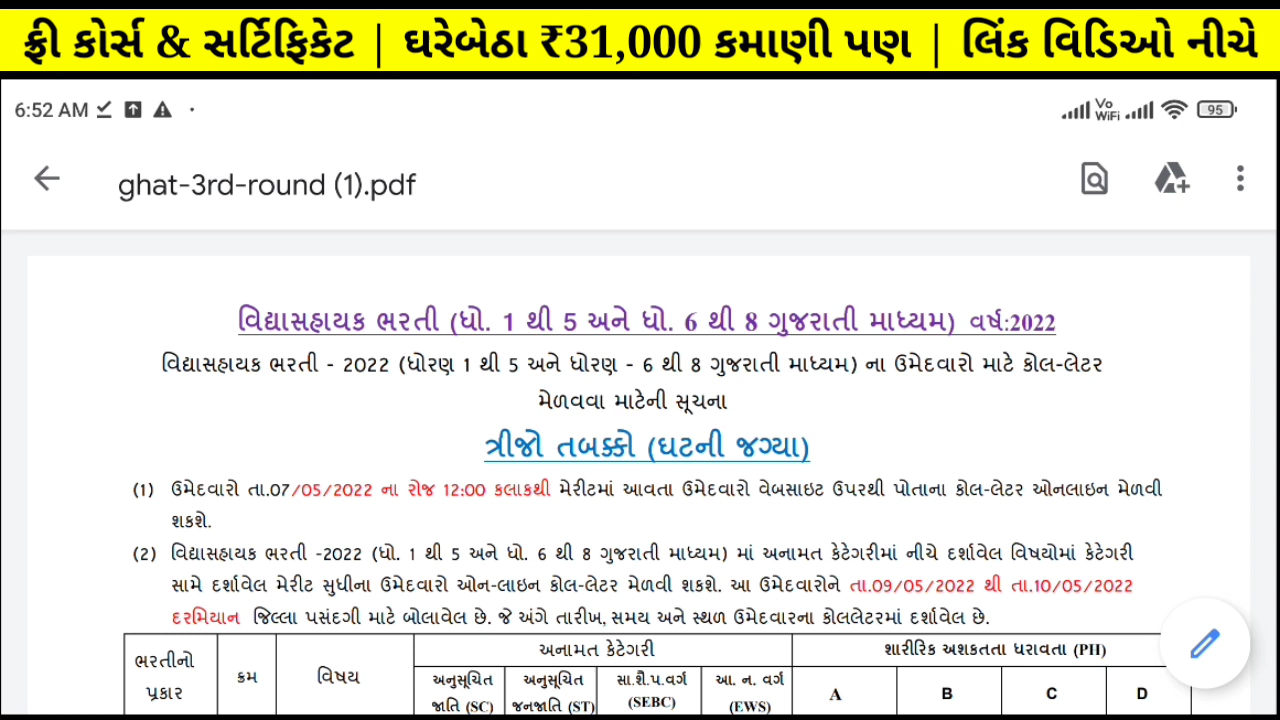 ફ્રી કોર્સ & સર્ટિફિકેટ | ઘરેબેઠા ₹31,000 કમાણી પણ | લિંક વિડિઓ નીચે
6:52 AM
Vo WiFi
95
ghat-3rd-round (1).pdf
વિદ્યાસહાયક ભરતી (ધો. 1 થી 5 અને ધો. 6 થી 8 ગુજરાતી માધ્યમ) વર્ષ:2022
વિદ્યાસહાયક ભરતી - 2022 (ધોરણ 1 થી 5 અને ધોરણ - 6 થી 8 ગુજરાતી માધ્યમ) ના ઉમેદવારો માટે કોલ-લેટર
મેળવવા માટેની સૂચના
ત્રીજો તબક્કો (ઘટની જગ્યા)
(1) ઉમેદવારો તા.07/05/2022 ના રોજ 12:00 કલાકથી મેરીટમાં આવતા ઉમેદવારો વેબસાઇટ ઉપરથી પોતાના કોલ-લેટર ઓનલાઇન મેળવી
શકશે.
(2) વિદ્યાસહાયક ભરતી -2022 (ધો. 1 થી 5 અને ધો. 6 થી 8 ગુજરાતી માધ્યમ) માં અનામત કેટેગરીમાં નીચે દર્શાવેલ વિષયોમાં કેટેગરી
સામે દર્શાવેલ મેરીટ સુધીના ઉમેદવારો ઓન-લાઇન કોલ-લેટર મેળવી શકશે. આ ઉમેદવારોને તા.09/05/2022 થી તા.10/05/2022
દરમિયાન જિલ્લા પસંદગી માટે બોલાવેલ છે. જે અંગે તારીખ, સમય અને સ્થળ ઉમેદવારના કોલલેટરમાં દર્શાવેલ છે.
ભરતીનો પ્રકાર
ક્રમ
વિષય
અનામત કેટેગરી
શારીરિક અશકતતા ધરાવતા (PH)
અનુસૂચિત જાતિ (SC)
અનુસૂચિત જનજાતિ (ST)
સા.શૈ.પ.વર્ગ (SEBC)
આ. ન. વર્ગ (EWS)
A
B
C
D